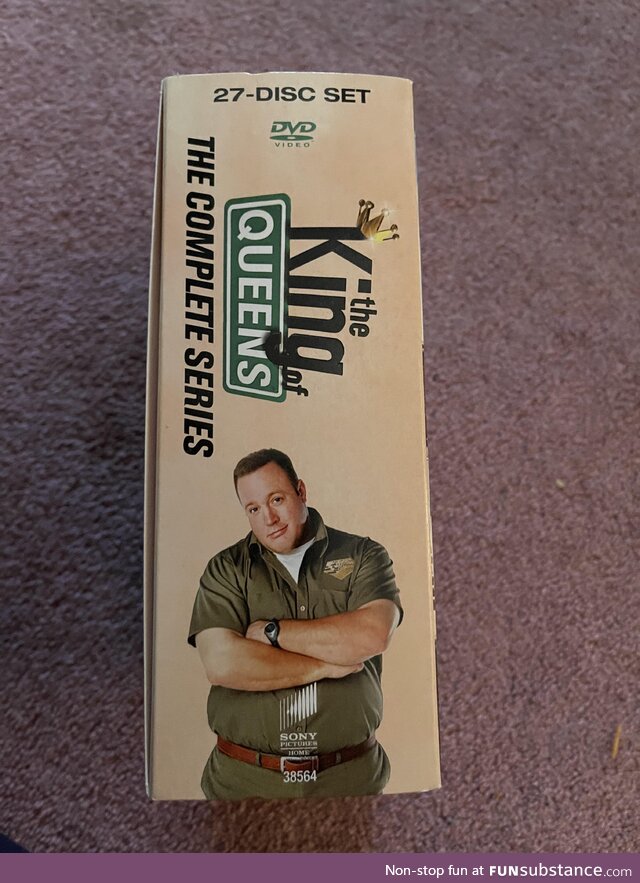 27-DISC SET
DVD
VIDEO
the
King of
QUEENS
THE COMPLETE SERIES
SONY
PICTURES
HOME
38564
Non-stop fun at FUNsubstance.com